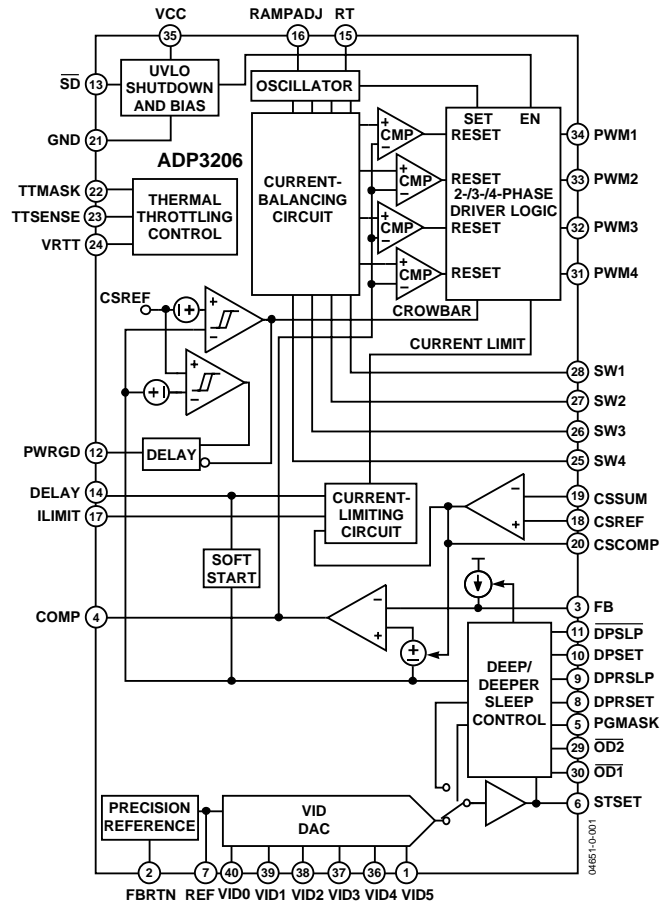 VCC
RAMPADJ RT
35
16
15
SD 13
UVLO
SHUTDOWN
AND BIAS
OSCILLATOR
SET EN
GND 21
ADP3206
CURRENT-
BALANCING
CIRCUIT
+
CMP
–
+
CMP
–
+
CMP
–
+
CMP
–
RESET
RESET
2-/3-/4-PHASE
DRIVER LOGIC
RESET
RESET
34 PWM1
33 PWM2
32 PWM3
31 PWM4
TTMASK 22
TTSENSE 23
VRTT 24
THERMAL
THROTTLING
CONTROL
CSREF
+
+
–
CROWBAR
CURRENT LIMIT
+
+
–
28 SW1
27 SW2
26 SW3
25 SW4
PWRGD 12
DELAY
DELAY 14
ILIMIT 17
CURRENT-
LIMITING
CIRCUIT
–
+
19 CSSUM
18 CSREF
20 CSCOMP
SOFT
START
COMP 4
–
+
+
–
3 FB
DEEP/
DEEPER
SLEEP
CONTROL
11 DPSLP
10 DPSET
9 DPRSLP
8 DPRSET
5 PGMASK
29 OD2
30 OD1
6 STSET
PRECISION
REFERENCE
VID
DAC
2
7
40
39
38
37
36
1
FBRTN
REF VID0 VID1 VID2 VID3 VID4 VID5
04651-0-001